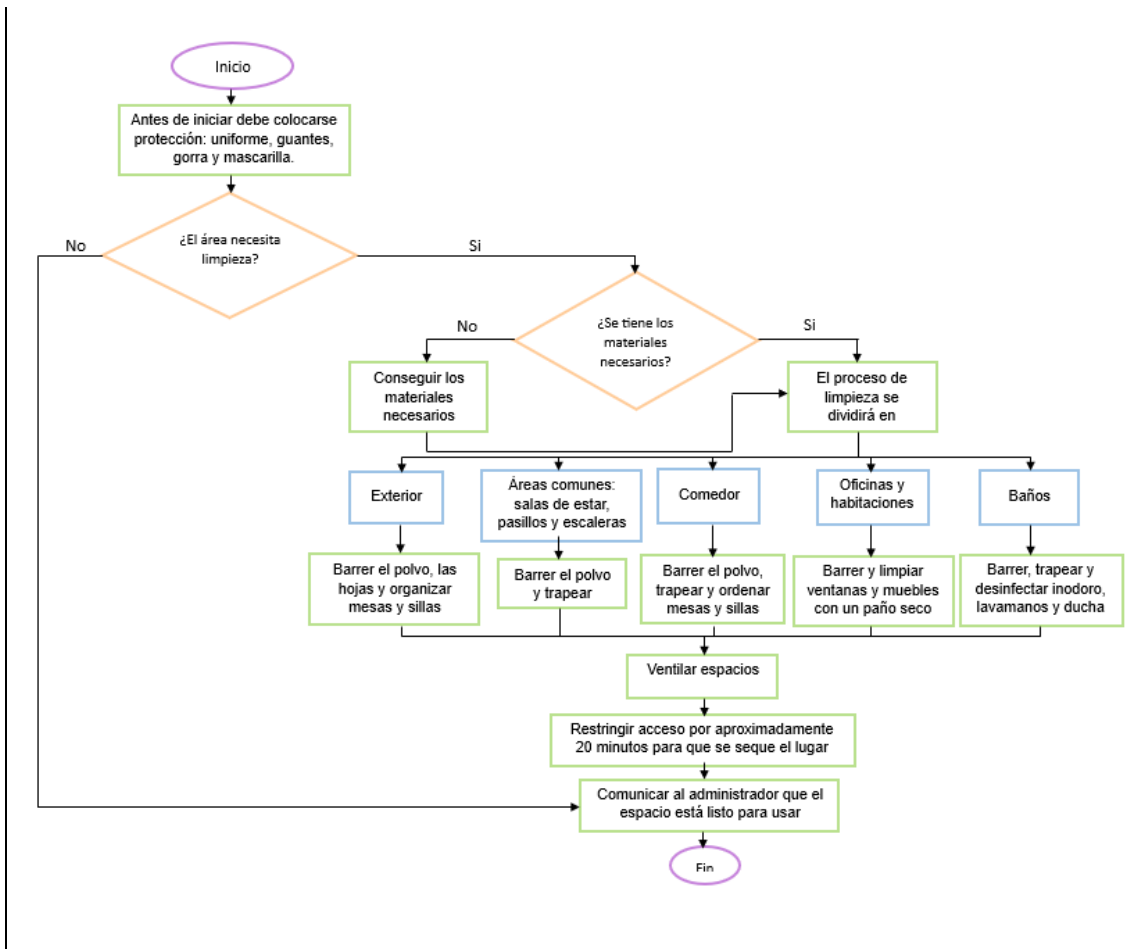 Inicio
Antes de iniciar debe colocarse
protección: uniforme, guantes,
gorra y mascarilla.
¿El área necesita
limpieza?
No
Si
¿Se tiene los
materiales
necesarios?
No
Si
Conseguir los
materiales
necesarios
El proceso de
limpieza se
dividirá en
Exterior
Áreas comunes:
salas de estar,
pasillos y escaleras
Comedor
Oficinas y
habitaciones
Baños
Barrer el polvo, las
hojas y organizar
mesas y sillas
Barrer el polvo
y trapear
Barrer el polvo,
trapear y ordenar
mesas y sillas
Barrer y limpiar
ventanas y muebles
con un paño seco
Barrer, trapear y
desinfectar inodoro,
lavamanos y ducha
Ventilar espacios
Restringir acceso por aproximadamente
20 minutos para que se seque el lugar
Comunicar al administrador que el
espacio está listo para usar
Fin